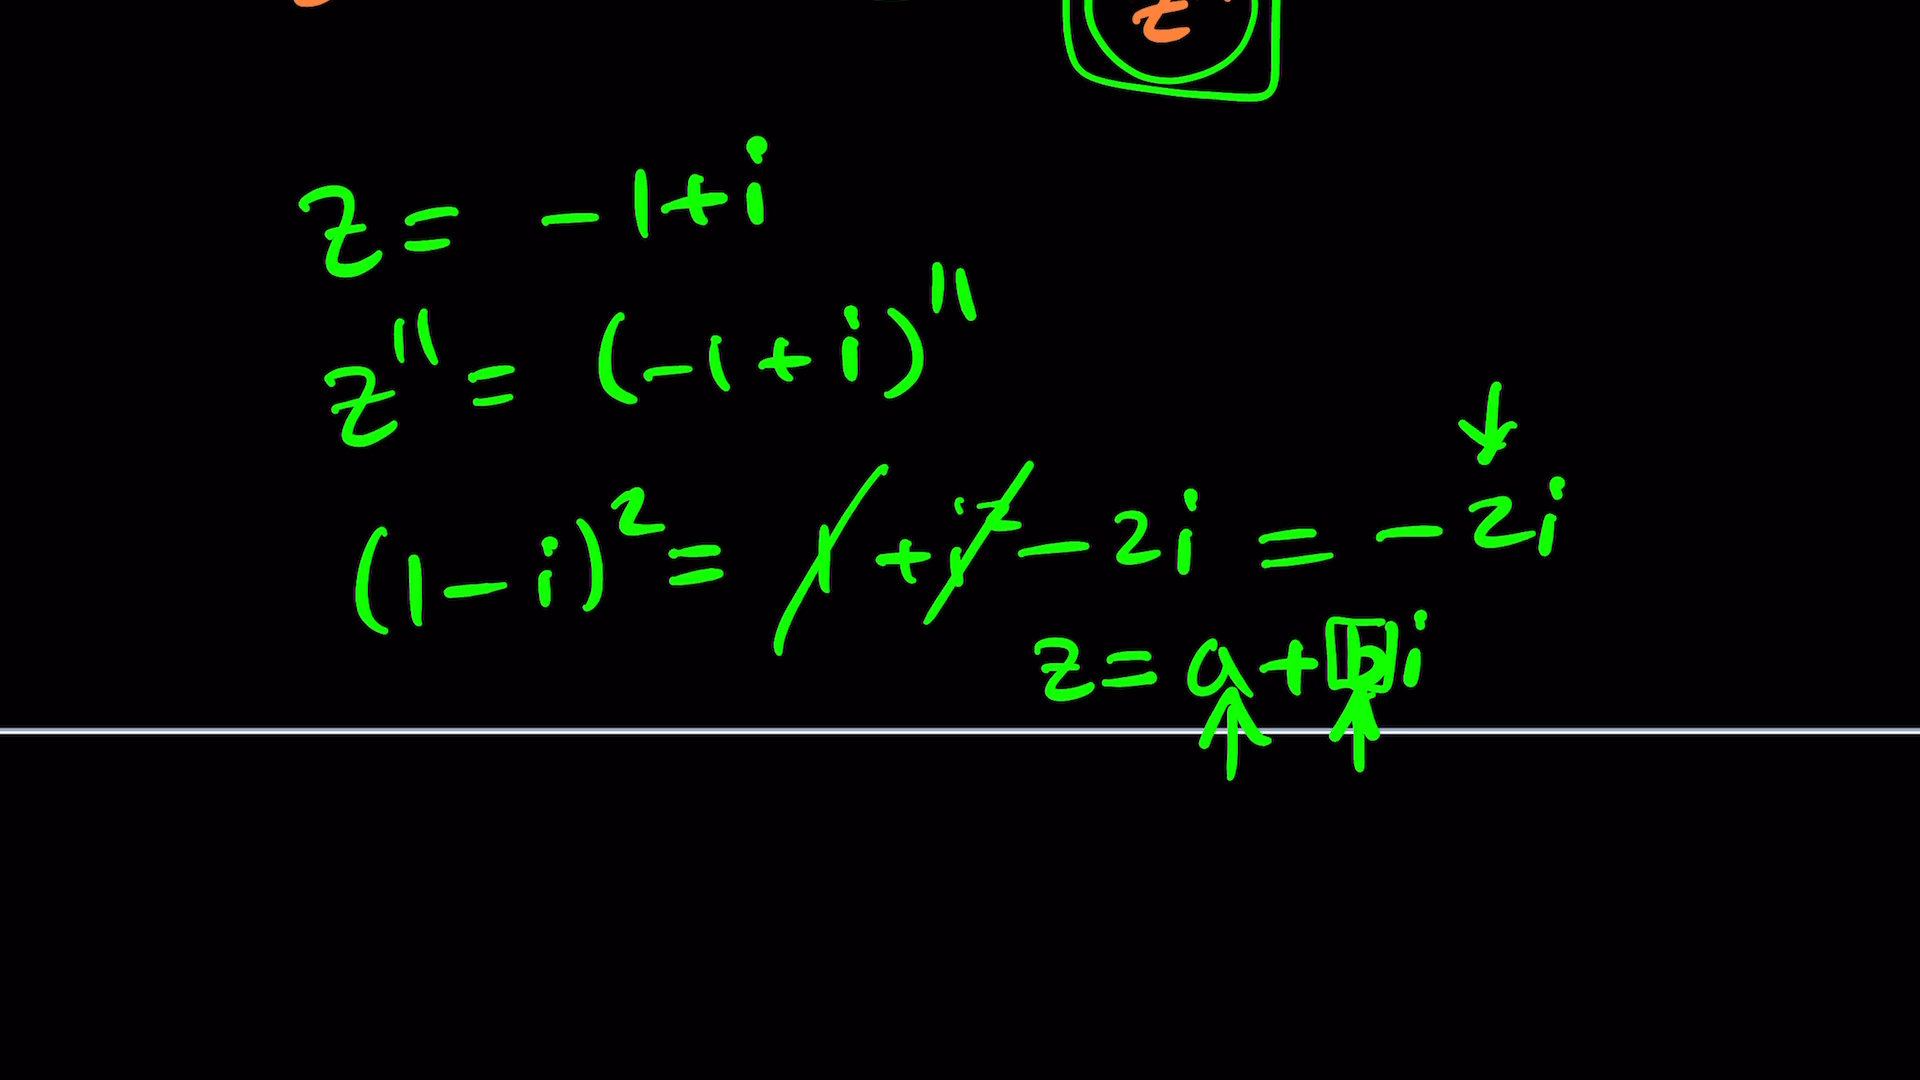 z
z = -1+i
z¹¹ = (-1+i)¹¹
(1-i)² = 1 + i² - 2i = -2i
z = a + bi